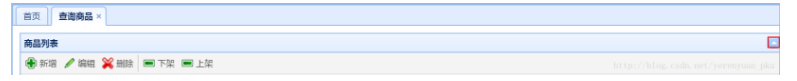 首页 查询商品 ×
商品列表
新增 编辑 删除 下架 上架
http://blog.csdn.net/yerenyuan_pku